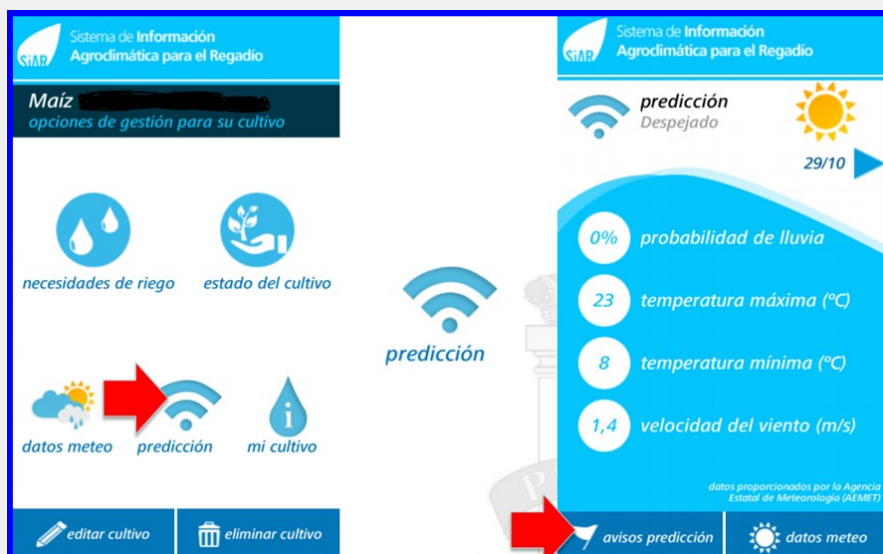 SiAR
Sistema de Información
Agroclimática para el Regadío
Maíz
opciones de gestión para su cultivo
necesidades de riego
estado del cultivo
datos meteo
predicción
i
mi cultivo
editar cultivo
eliminar cultivo
predicción
SiAR
Sistema de Información
Agroclimática para el Regadío
predicción
Despejado
29/10
0% probabilidad de lluvia
23 temperatura máxima (ºC)
8 temperatura mínima (ºC)
1,4 velocidad del viento (m/s)
datos proporcionados por la Agencia
Estatal de Meteorología (AEMET)
avisos predicción
datos meteo